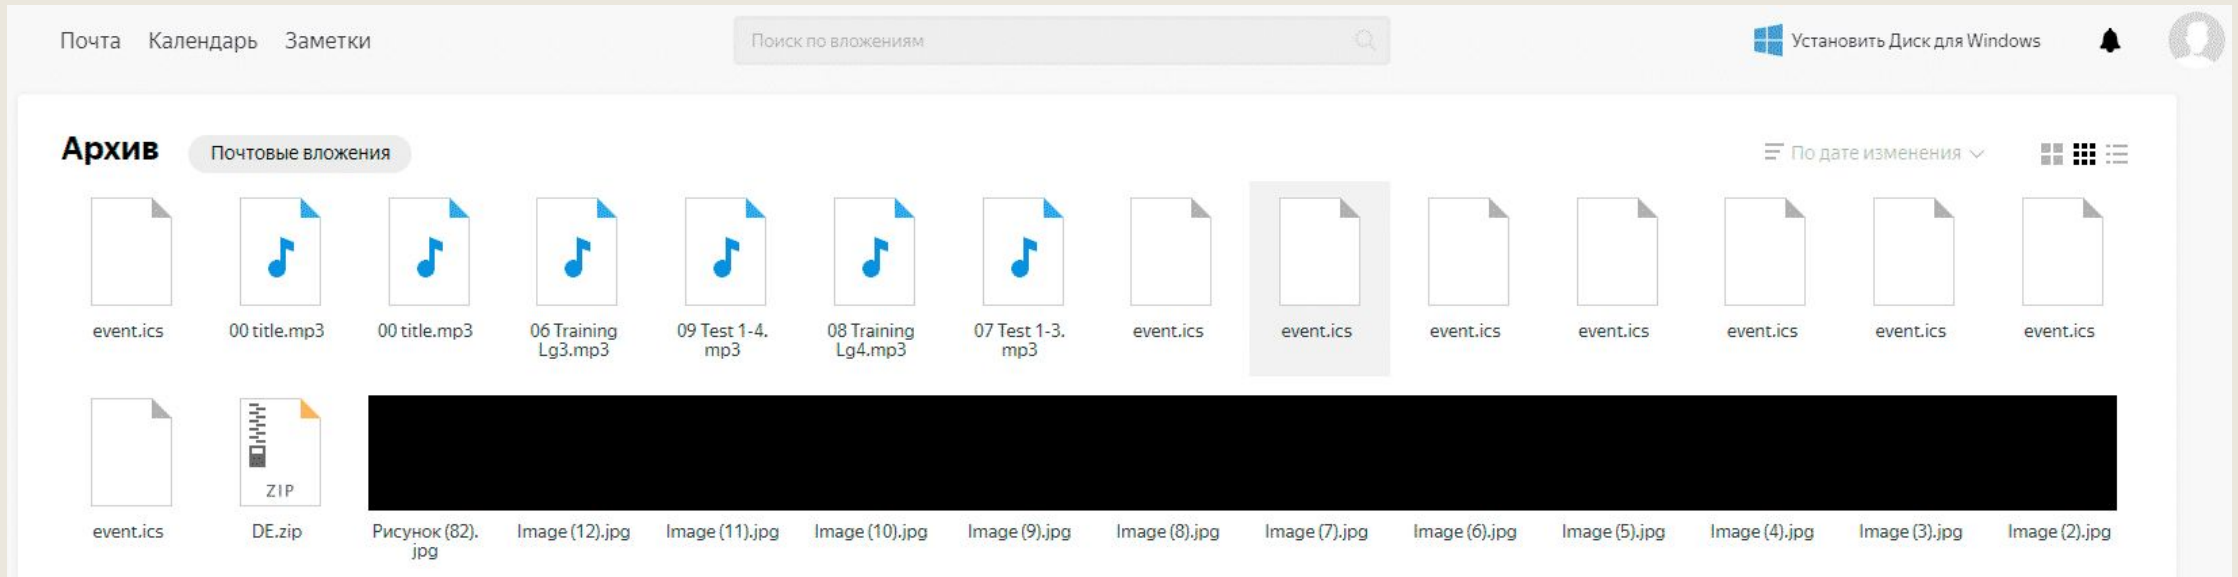 Почта Календарь Заметки
Поиск по вложениям
Установить Диск для Windows
Архив
Почтовые вложения
По дате изменения
event.ics
00 title.mp3
00 title.mp3
06 Training
Lg3.mp3
09 Test 1-4.
mp3
08 Training
Lg4.mp3
07 Test 1-3.
mp3
event.ics
event.ics
event.ics
event.ics
event.ics
event.ics
event.ics
ZIP
event.ics
DE.zip
Рисунок (82).
jpg
Image (12).jpg
Image (11).jpg
Image (10).jpg
Image (9).jpg
Image (8).jpg
Image (7).jpg
Image (6).jpg
Image (5).jpg
Image (4).jpg
Image (3).jpg
Image (2).jpg